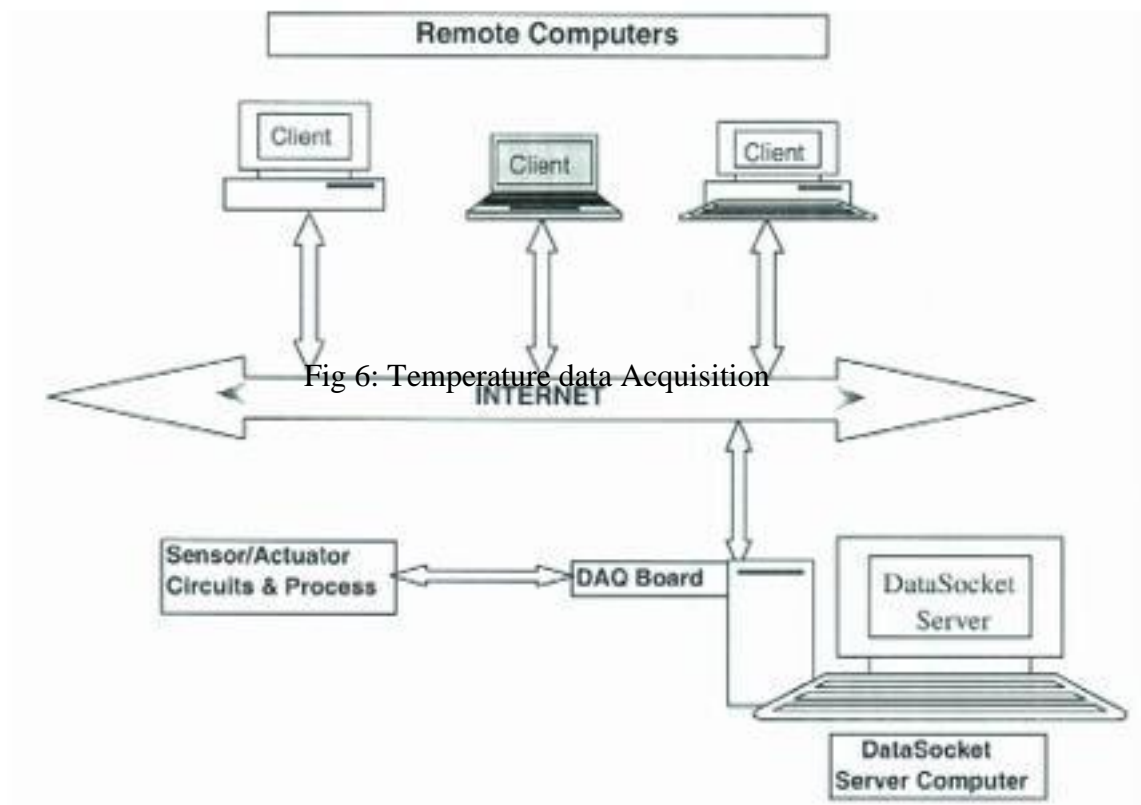 Remote Computers
Client
Client
Client
Fig 6: Temperature data Acquisition
INTERNET
Sensor/Actuator
Circuits & Process
DAQ Board
DataSocket
Server
DataSocket
Server Computer